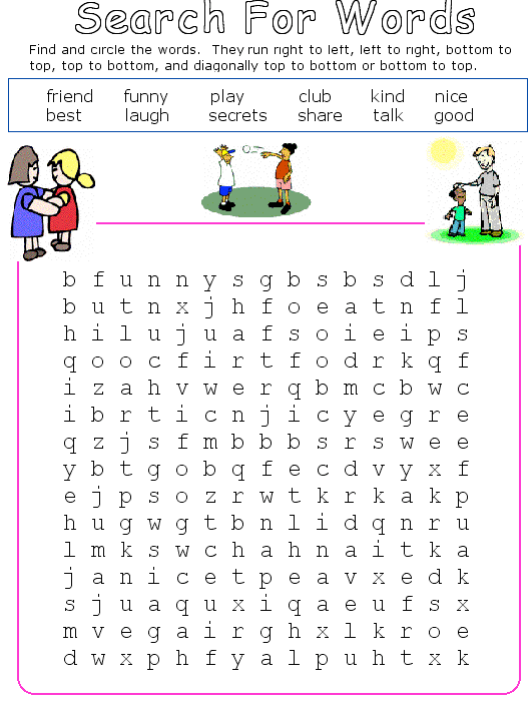 Search For Words
Find and circle the words. They run right to left, left to right, bottom to
top, top to bottom, and diagonally top to bottom or bottom to top.
friend funny play club kind nice
best laugh secrets share talk good
b f u n n y s g b s b s d l j
b u t n x j h f o e a t n f l
h i l u j u a f s o i e i p s
q o o c f i r t f o d r k q f
i z a h v w e r q b m c b w c
i b r t i c n j i c y e g r e
q z j s f m b b b s r s w e e
y b t g o b q f e c d v y x f
e j p s o z r w t k r k a k p
h u g w g t b n l i d q n r u
l m k s w c h a h n a i t k a
j a n i c e t p e a v x e d k
s j u a q u x i q a e u f s x
m v e g a i r g h x l k r o e
d w x p h f y a l p u h t x k